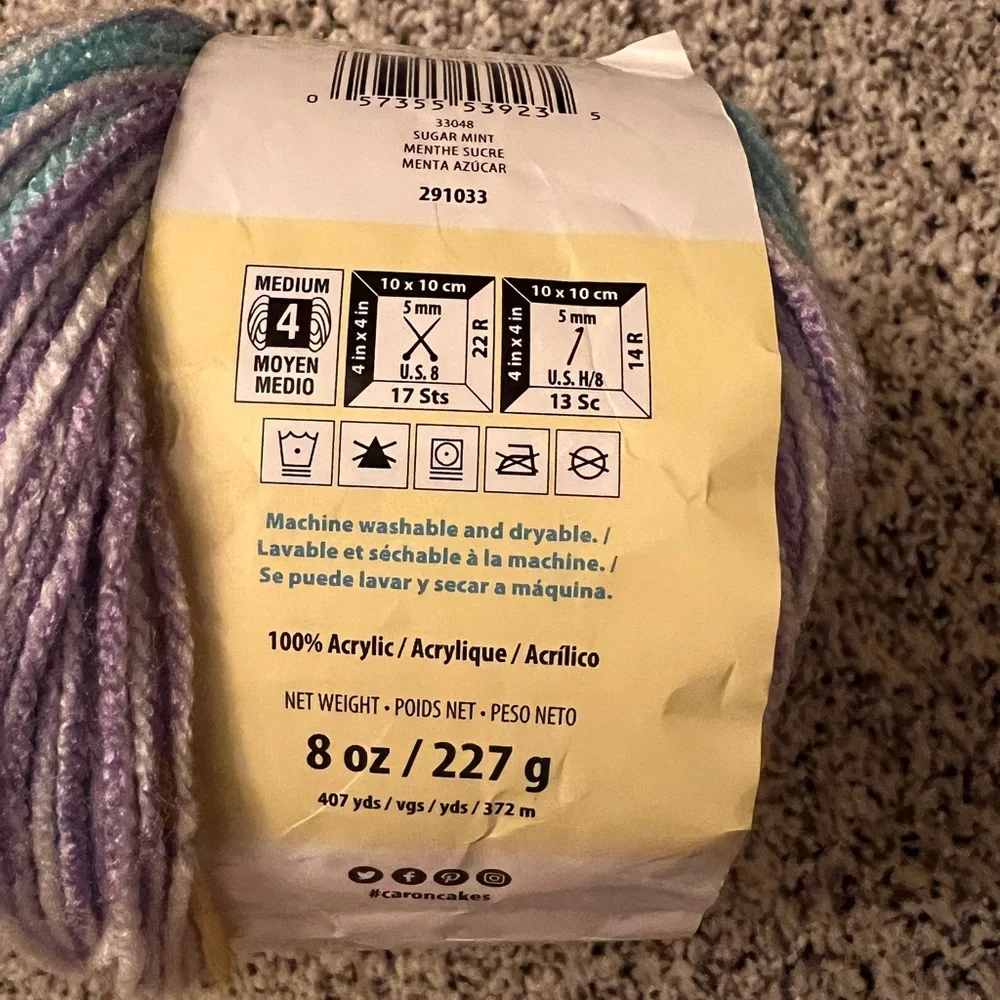 0 57355 53923 5
33048
SUGAR MINT
MENTHE SUCRE
MENTA AZÚCAR
291033
MEDIUM
4
MOYEN
MEDIO
10 x 10 cm
4 in x 4 in
5 mm
U.S. 8
22 R
17 Sts
10 x 10 cm
4 in x 4 in
5 mm
U.S. H/8
14 R
13 Sc
Machine washable and dryable. /
Lavable et séchable à la machine. /
Se puede lavar y secar a máquina.
100% Acrylic / Acrylique / Acrílico
NET WEIGHT • POIDS NET • PESO NETO
8 oz / 227 g
407 yds / vgs / yds / 372 m
#caroncakes